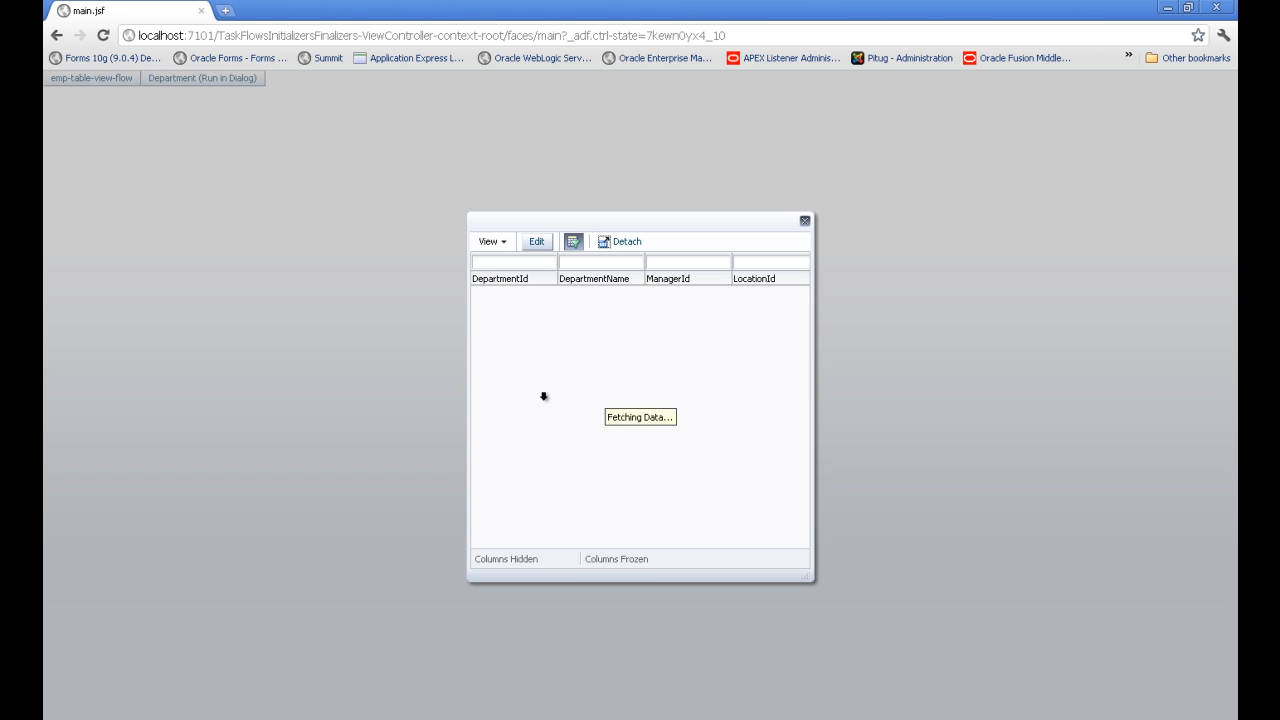 main.jsf
localhost:7101/TaskFlowsInitializersFinalizers-ViewController-context-root/faces/main?_adf.ctrl-state=7kewn0yx4_10
Forms 10g (9.0.4) De... Oracle Forms - Forms ... Summit Application Express L... Oracle WebLogic Serv... Oracle Enterprise Ma... APEX Listener Adminis... Pitug - Administration Oracle Fusion Middle... » Other bookmarks
emp-table-view-flow Department (Run in Dialog)
View Edit Detach
DepartmentId DepartmentName ManagerId LocationId
Fetching Data...
Columns Hidden Columns Frozen